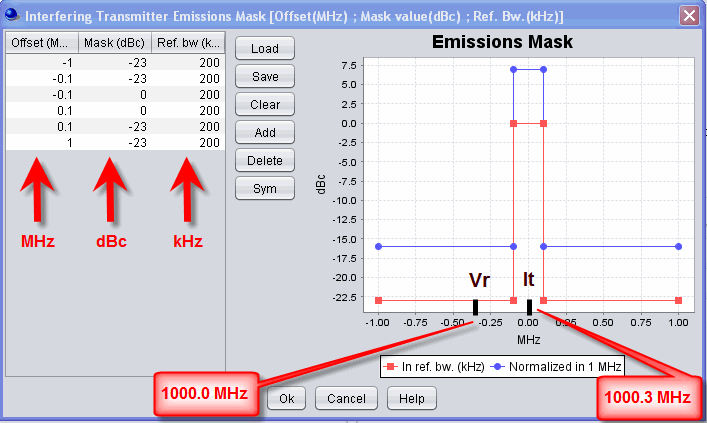 Interfering Transmitter Emissions Mask [Offset(MHz) ; Mask value(dBc) ; Ref. Bw.(kHz)]
Offset (M... Mask (dBc) Ref. bw (k...
-1 -23 200
-0.1 -23 200
-0.1 0 200
0.1 0 200
0.1 -23 200
1 -23 200
MHz dBc kHz
Load
Save
Clear
Add
Delete
Sym
Emissions Mask
7.5
5.0
2.5
0.0
-2.5
-5.0
-7.5
-10.0
-12.5
-15.0
-17.5
-20.0
-22.5
dBc
Vr It
-1.00 -0.75 -0.50 -0.25 0.00 0.25 0.50 0.75 1.00
MHz
In ref. bw. (kHz) Normalized in 1 MHz
1000.0 MHz
1000.3 MHz
Ok Cancel Help